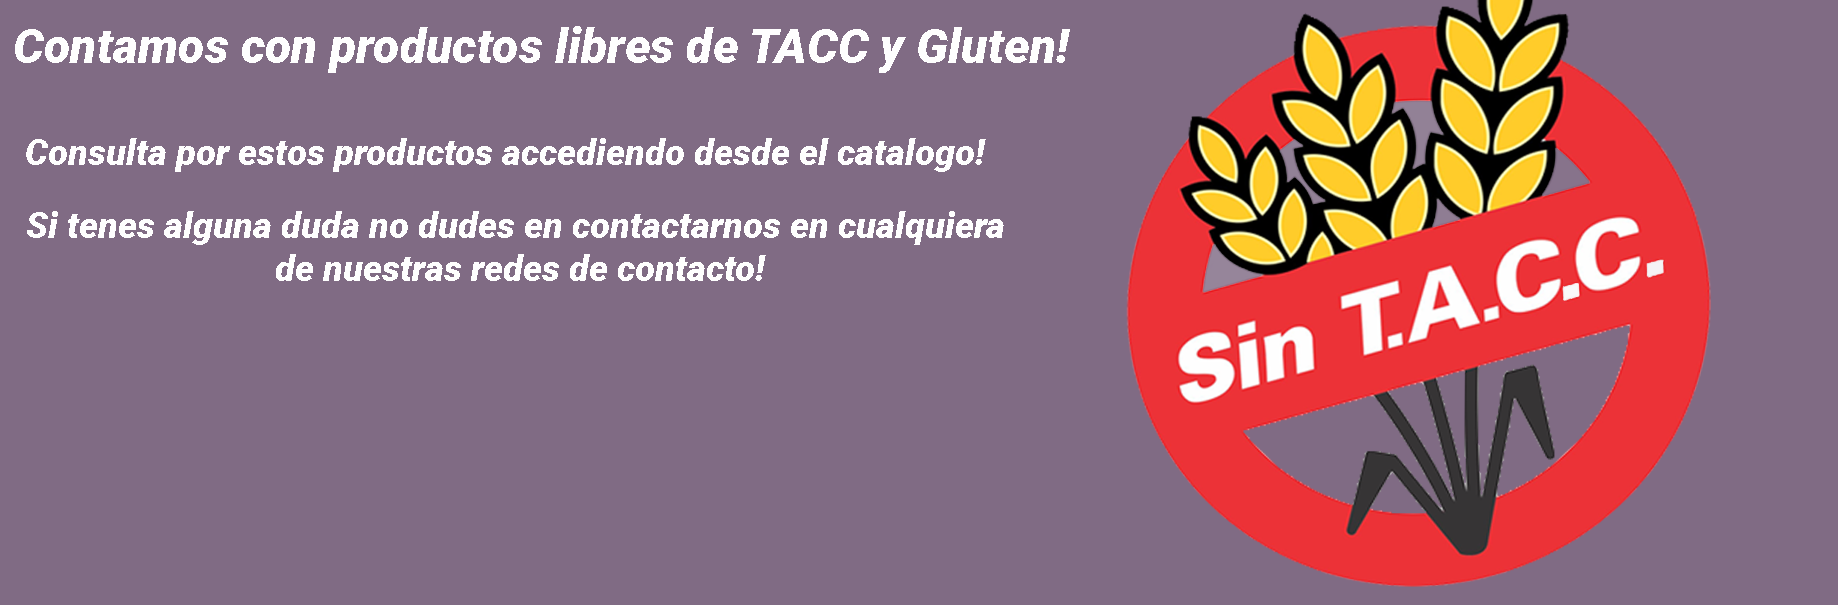 Contamos con productos libres de TACC y Gluten!
Consulta por estos productos accediendo desde el catalogo!
Si tenes alguna duda no dudes en contactarnos en cualquiera
de nuestras redes de contacto!
Sin T.A.C.C.